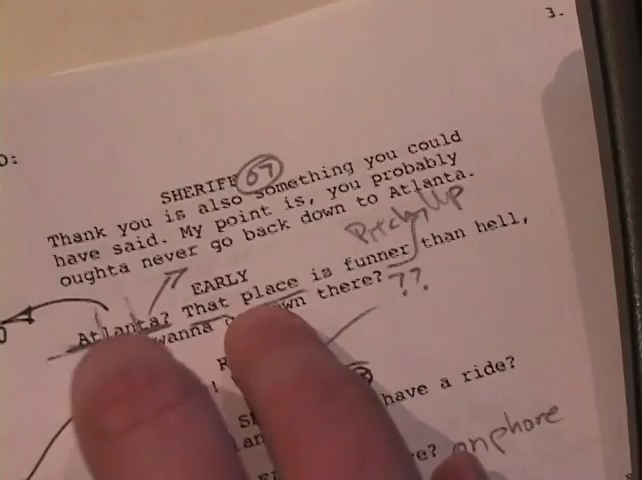 3.
D:
SHERIFF 67
Thank you is also something you could
have said. My point is, you probably
oughta never go back down to Atlanta.
Pitch Up
EARLY
Atlanta? That place is funner than hell,
wanna down there? ??
have a ride?
e? on phone